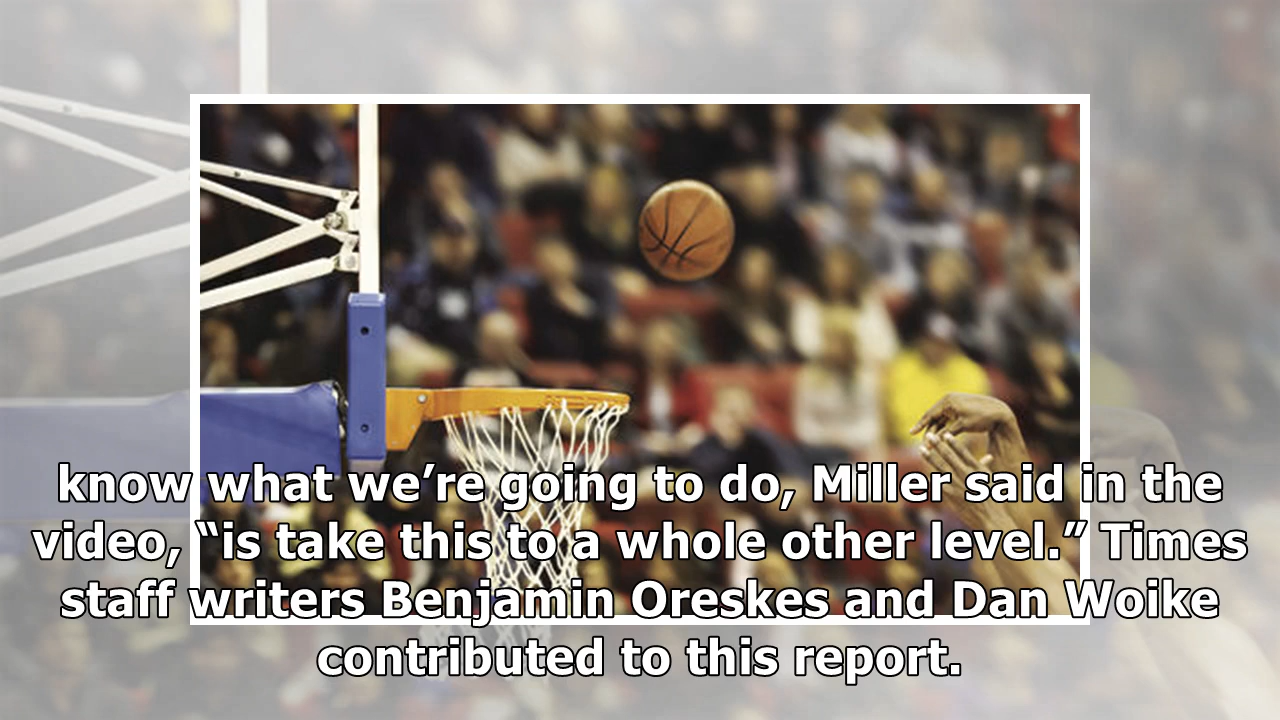 know what we’re going to do, Miller said in the
video, “is take this to a whole other level.” Times
staff writers Benjamin Oreskes and Dan Woike
contributed to this report.